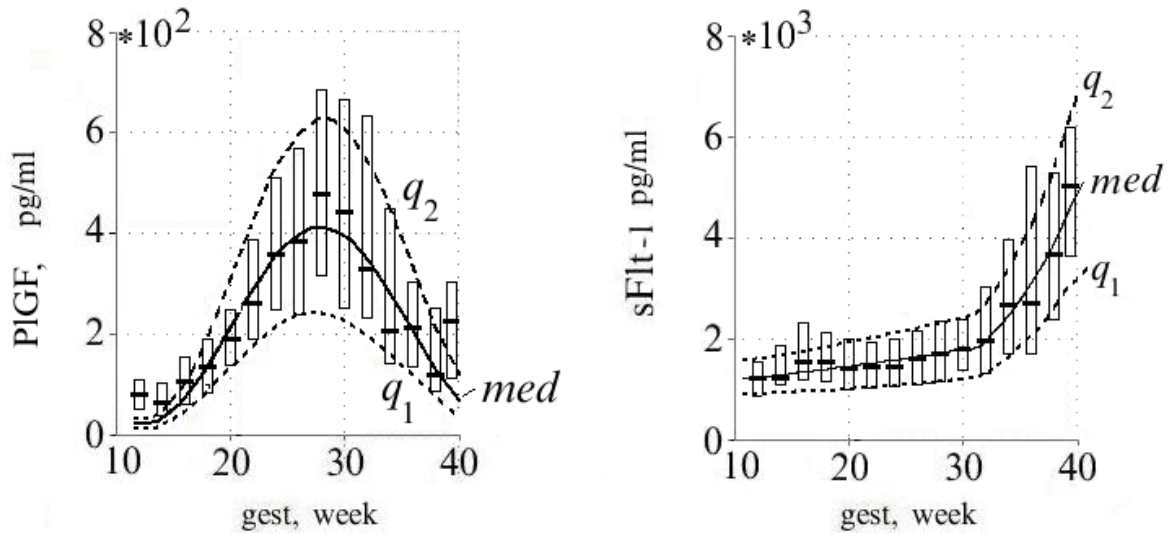 8 *10²
6
4
2
0
10 20 30 40
PlGF, pg/ml
gest, week
q₂
q₁
med
8 *10³
6
4
2
0
10 20 30 40
sFlt-l pg/ml
gest, week
q₂
med
q₁